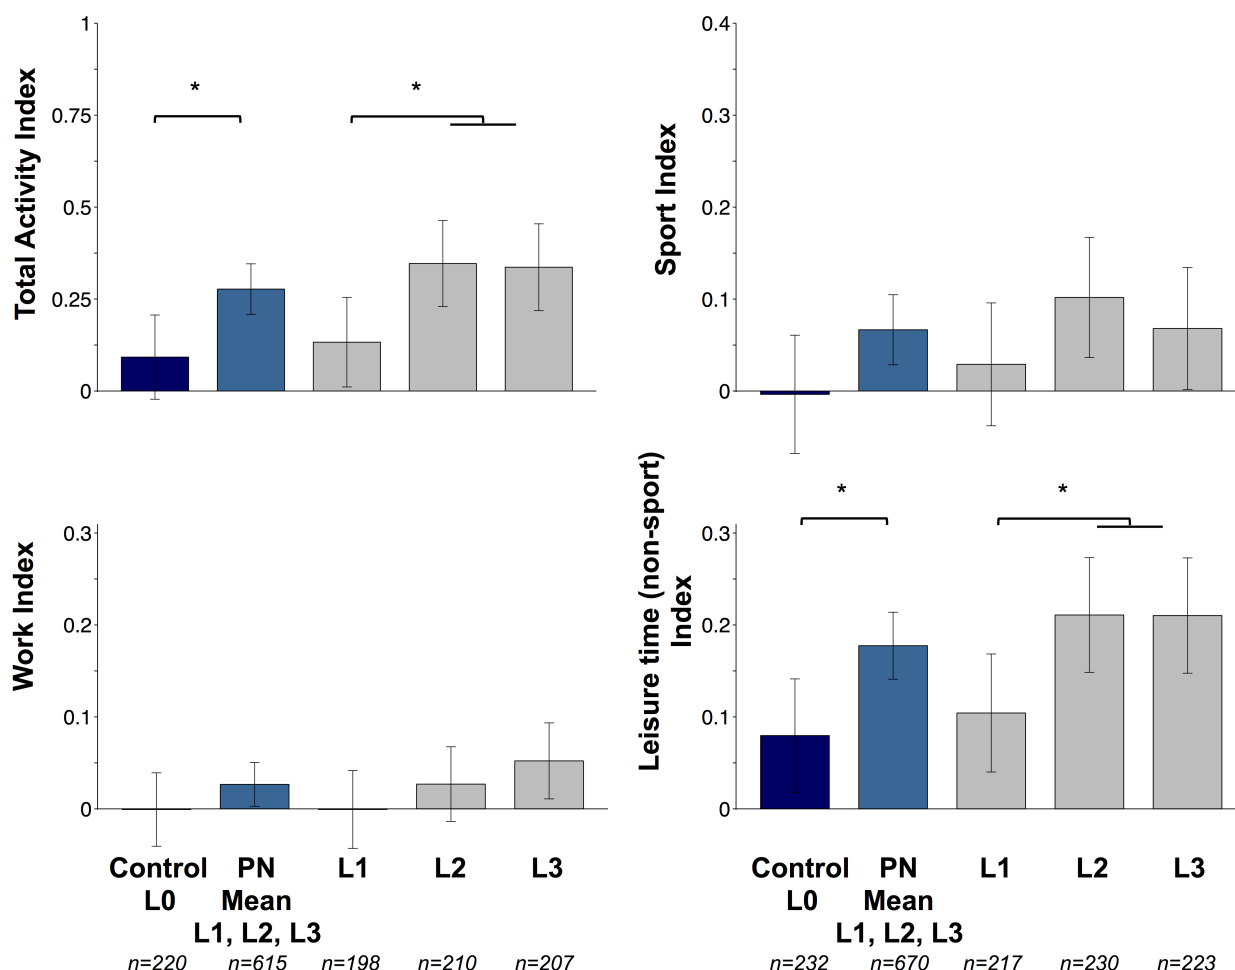 Total Activity Index
1
0.75
0.5
0.25
0
*
*
Sport Index
0.4
0.3
0.2
0.1
0
Work Index
0.3
0.2
0.1
0
Leisure time (non-sport)
Index
0.3
0.2
0.1
0
*
*
Control PN L1 L2 L3
L0 Mean
L1, L2, L3
n=220 n=615 n=198 n=210 n=207
Control PN L1 L2 L3
L0 Mean
L1, L2, L3
n=232 n=670 n=217 n=230 n=223